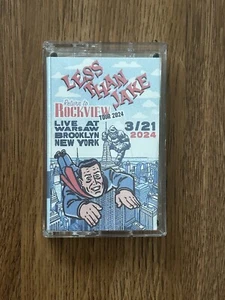 LESS
THAN
JAKE
Return to
ROCKVIEW
TOUR 2024
LIVE AT
WARSAW
BROOKLYN
NEW YORK
3/21
2024